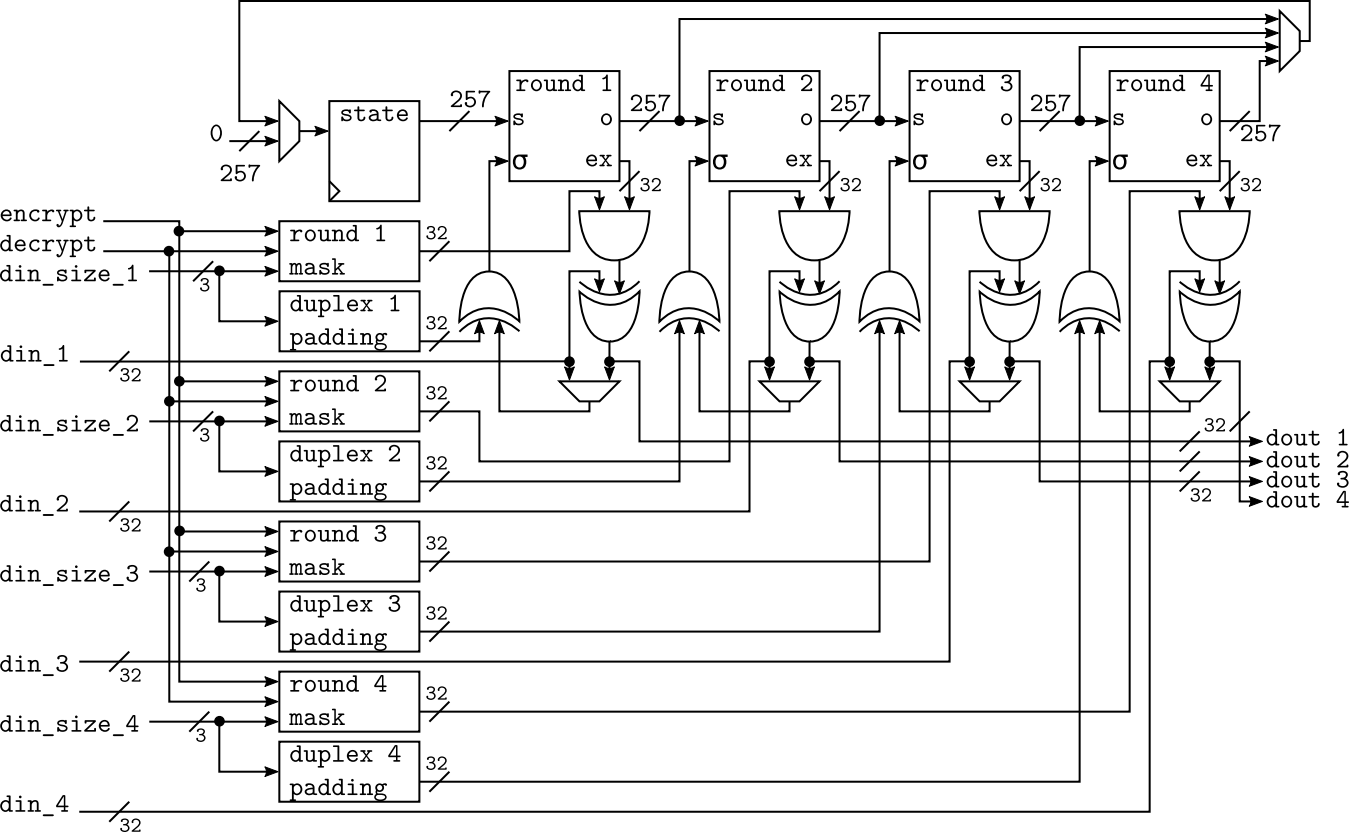 round 1
round 2
round 3
round 4
257
state
s
o
257
s
o
257
s
o
257
s
o
257
0
257
σ
ex
32
σ
ex
32
σ
ex
32
σ
ex
32
encrypt
decrypt
din_size_1
3
round 1
mask
32
duplex 1
padding
32
din_1
32
round 2
mask
32
din_size_2
3
duplex 2
padding
32
32
dout 1
dout 2
dout 3
dout 4
32
din_2
32
round 3
mask
32
din_size_3
3
duplex 3
padding
32
din_3
32
round 4
mask
32
din_size_4
3
duplex 4
padding
32
din_4
32